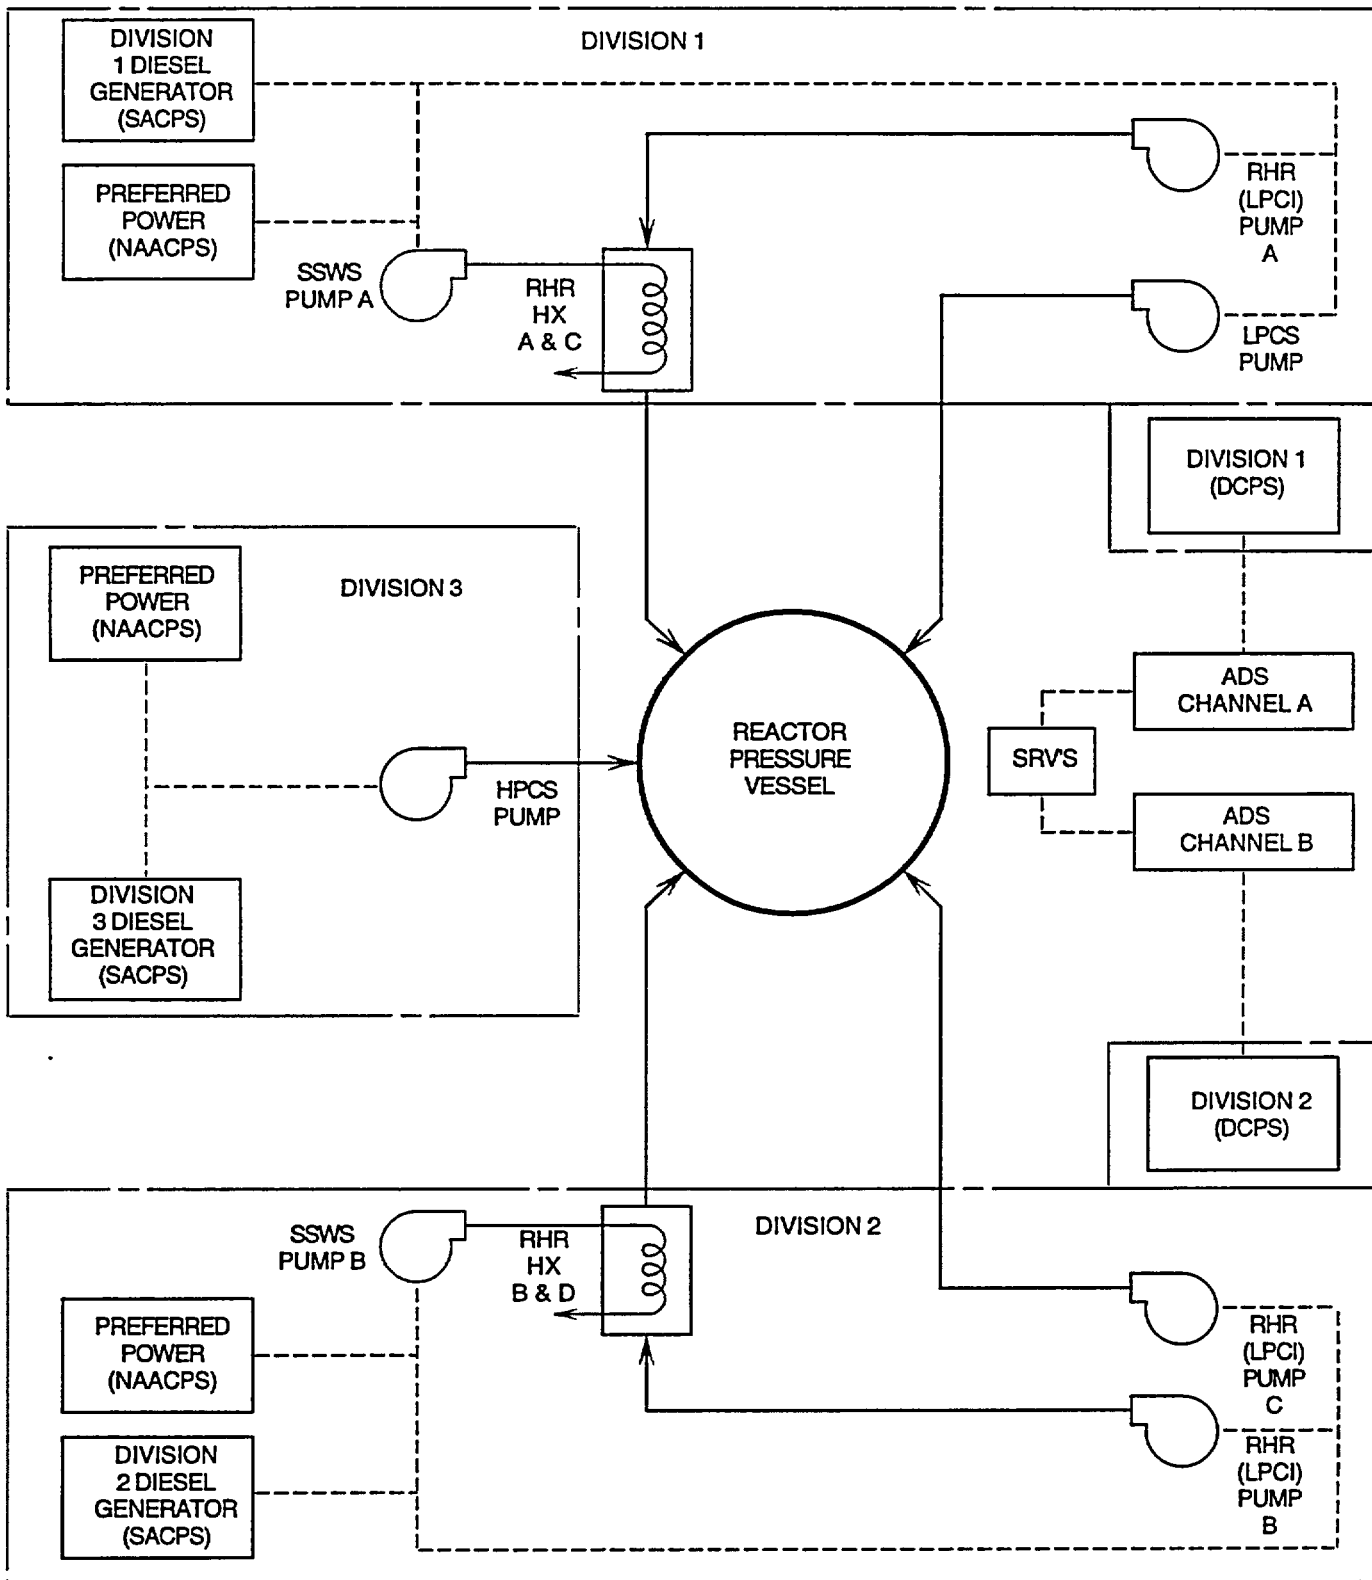 DIVISION
1 DIESEL
GENERATOR
(SACPS)
DIVISION 1
PREFERRED
POWER
(NAACPS)
SSWS
PUMP A
RHR
HX
A & C
RHR
(LPCI)
PUMP
A
LPCS
PUMP
DIVISION 1
(DCPS)
PREFERRED
POWER
(NAACPS)
DIVISION 3
HPCS
PUMP
DIVISION
3 DIESEL
GENERATOR
(SACPS)
REACTOR
PRESSURE
VESSEL
ADS
CHANNEL A
SRV'S
ADS
CHANNEL B
DIVISION 2
(DCPS)
SSWS
PUMP B
RHR
HX
B & D
DIVISION 2
PREFERRED
POWER
(NAACPS)
DIVISION
2 DIESEL
GENERATOR
(SACPS)
RHR
(LPCI)
PUMP
C
RHR
(LPCI)
PUMP
B